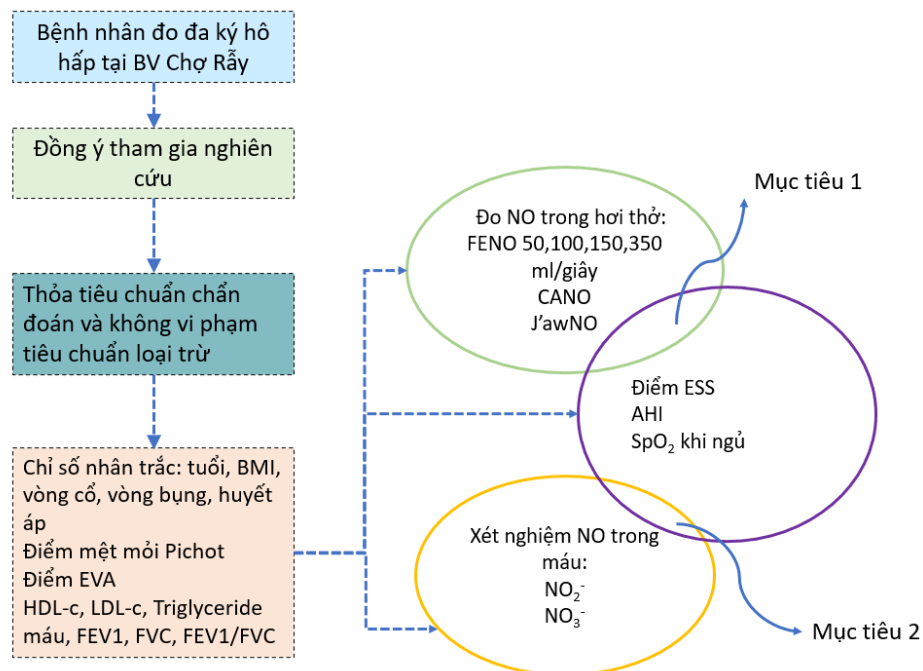 Bệnh nhân đo đa ký hô
hấp tại BV Chợ Rẫy
Đồng ý tham gia nghiên
cứu
Thỏa tiêu chuẩn chẩn
đoán và không vi phạm
tiêu chuẩn loại trừ
Chỉ số nhân trắc: tuổi, BMI,
vòng cổ, vòng bụng, huyết
áp
Điểm mệt mỏi Pichot
Điểm EVA
HDL-c, LDL-c, Triglyceride
máu, FEV1, FVC, FEV1/FVC
Đo NO trong hơi thở:
FENO 50,100,150,350
ml/giây
CANO
J’awNO
Mục tiêu 1
Điểm ESS
AHI
SpO₂ khi ngủ
Xét nghiệm NO trong
máu:
NO₂⁻
NO₃⁻
Mục tiêu 2